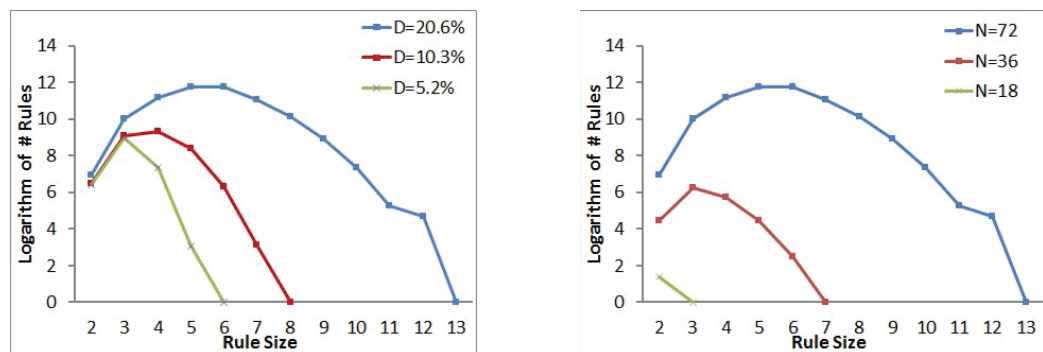 D=20.6%
D=10.3%
D=5.2%
14
12
10
8
6
4
2
0
Logarithm of # Rules
2 3 4 5 6 7 8 9 10 11 12 13
Rule Size
N=72
N=36
N=18
14
12
10
8
6
4
2
0
Logarithm of # Rules
2 3 4 5 6 7 8 9 10 11 12 13
Rule Size